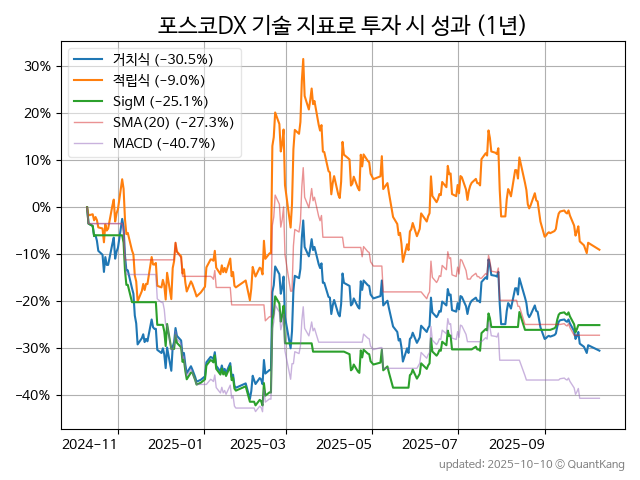 포스코DX 기술 지표로 투자 시 성과 (1년)
30%
20%
10%
0%
−10%
−20%
−30%
−40%
거치식 (−30.5%)
적립식 (−9.0%)
SigM (−25.1%)
SMA(20) (−27.3%)
MACD (−40.7%)
2024−11 2025−01 2025−03 2025−05 2025−07 2025−09
updated: 2025-10-10 © QuantKang